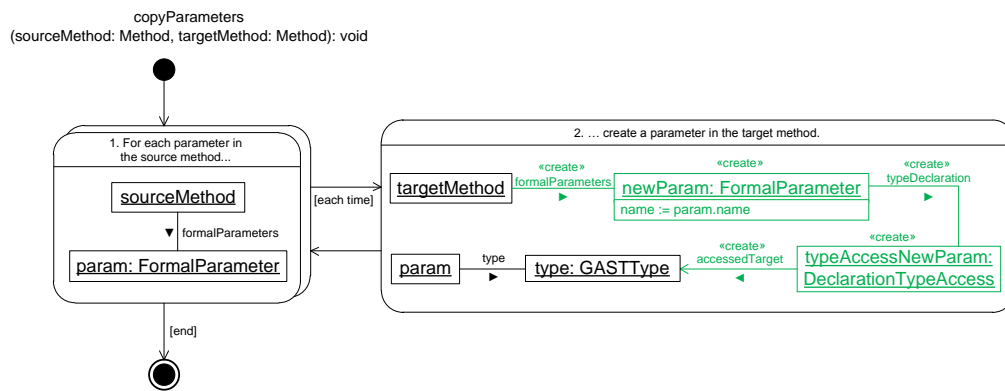 copyParameters
(sourceMethod: Method, targetMethod: Method): void
1. For each parameter in
the source method...
sourceMethod
formalParameters
param: FormalParameter
[each time]
[end]
2. ... create a parameter in the target method.
targetMethod
«create»
formalParameters
«create»
newParam: FormalParameter
name := param.name
«create»
typeDeclaration
param
type
type: GASTType
«create»
accessedTarget
«create»
typeAccessNewParam:
DeclarationTypeAccess